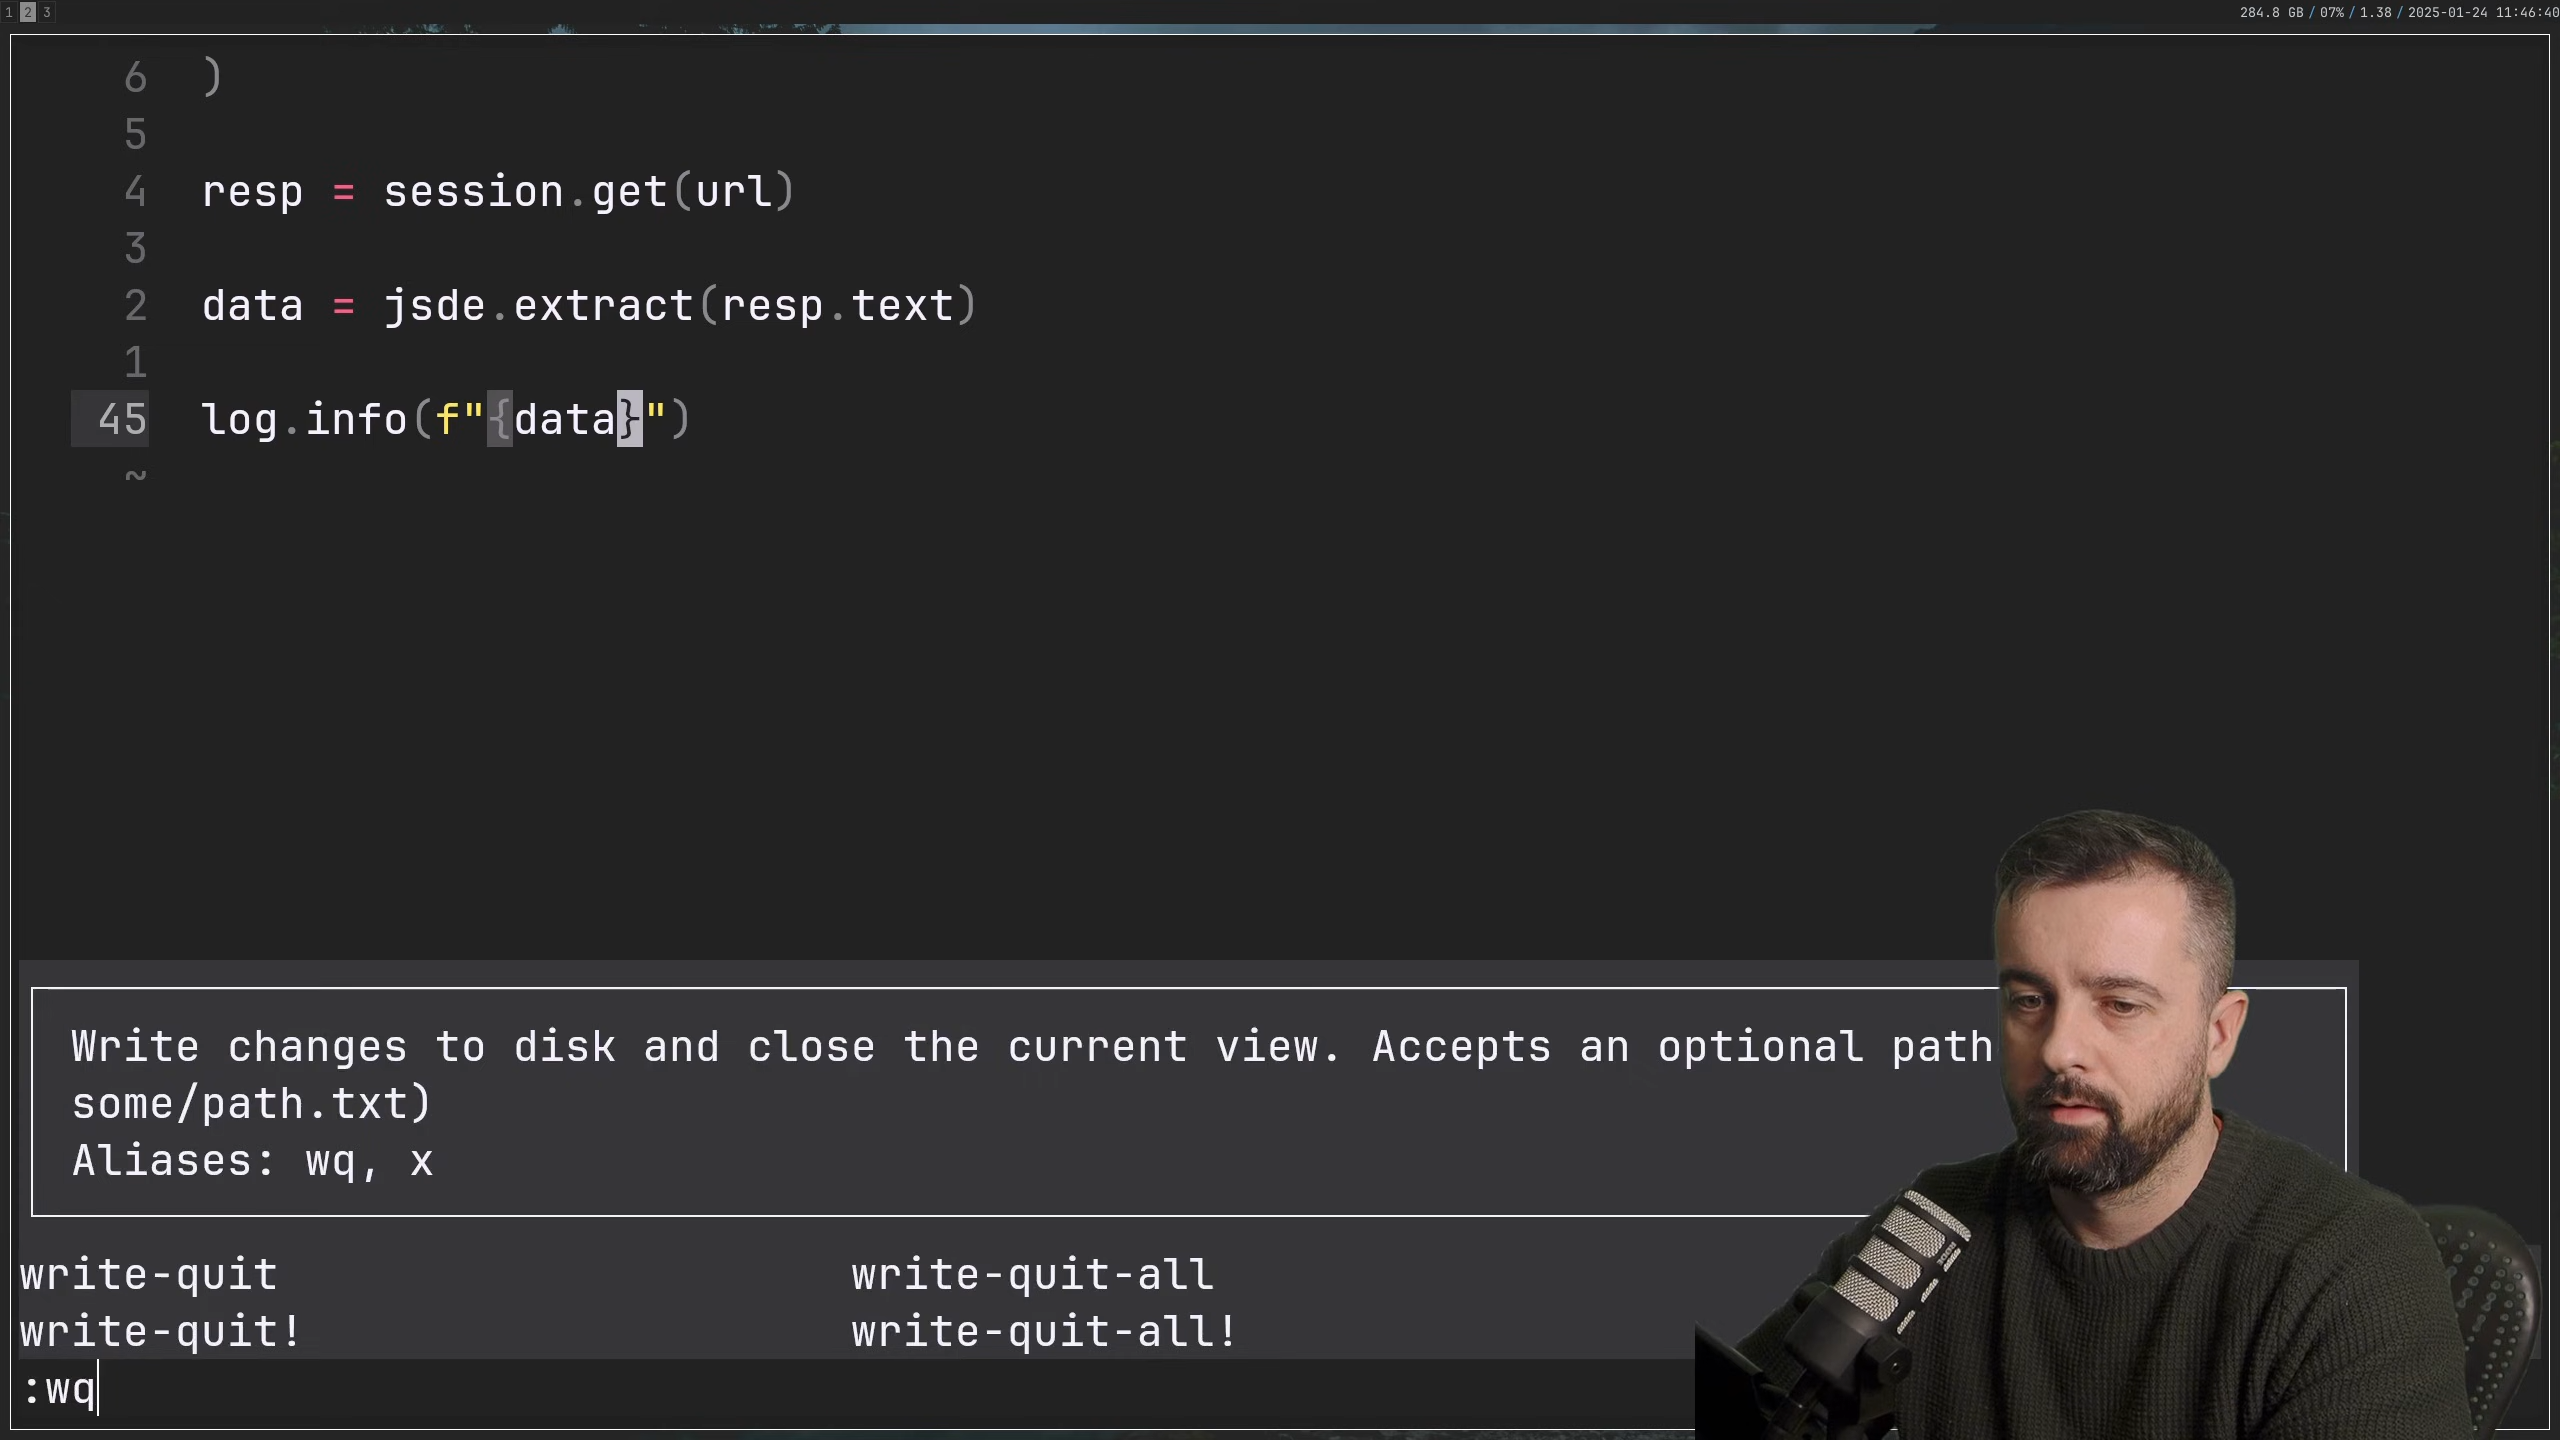 1 2 3
284.8 GB / 07% / 1.38 / 2025-01-24 11:46:40
6 )
5
4 resp = session.get(url)
3
2 data = jsde.extract(resp.text)
1
45 log.info(f"{data}")
~
Write changes to disk and close the current view. Accepts an optional path
some/path.txt)
Aliases: wq, x
write-quit write-quit-all
write-quit! write-quit-all!
:wq
RODE